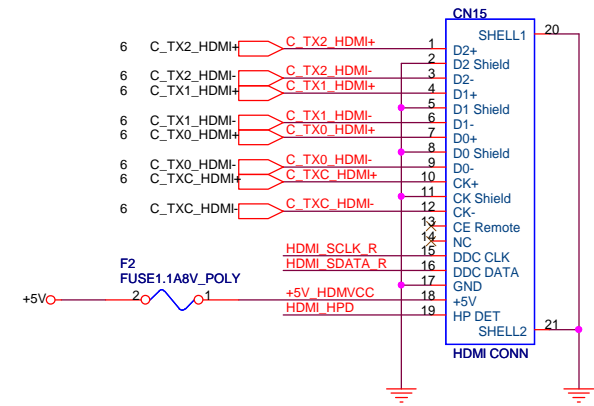 CN15
6 C_TX2_HDMI+ C_TX2_HDMI+ 1 D2+ SHELL1 20
2 D2 Shield
6 C_TX2_HDMI- C_TX2_HDMI- 3 D2-
6 C_TX1_HDMI+ C_TX1_HDMI+ 4 D1+
5 D1 Shield
6 C_TX1_HDMI- C_TX1_HDMI- 6 D1-
6 C_TX0_HDMI+ C_TX0_HDMI+ 7 D0+
8 D0 Shield
6 C_TX0_HDMI- C_TX0_HDMI- 9 D0-
6 C_TXC_HDMI+ C_TXC_HDMI+ 10 CK+
11 CK Shield
6 C_TXC_HDMI- C_TXC_HDMI- 12 CK-
13 CE Remote
14 NC
HDMI_SCLK_R 15 DDC CLK
HDMI_SDATA_R 16 DDC DATA
F2
FUSE1.1A8V_POLY 17 GND
+5V 2 1 +5V_HDMVCC 18 +5V
HDMI_HPD 19 HP DET
SHELL2 21
HDMI CONN